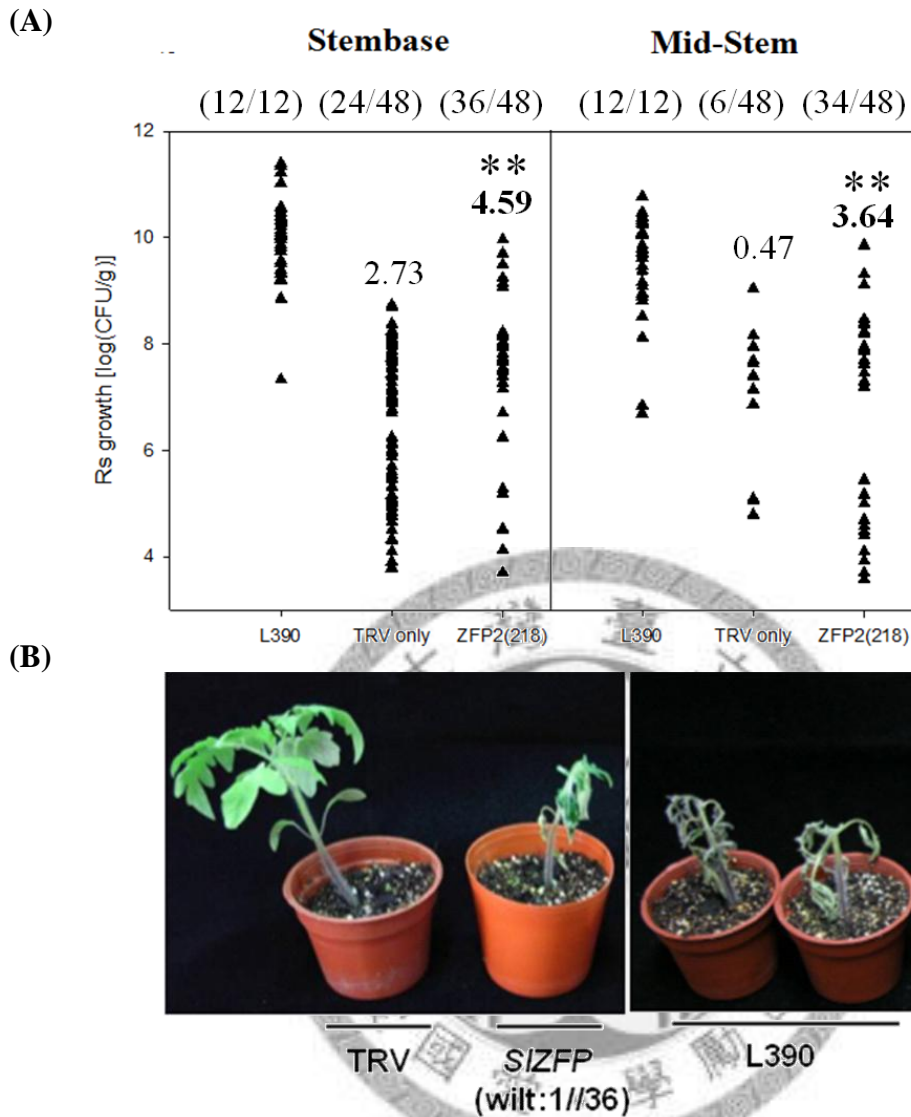 (A)
Stembase Mid-Stem
(12/12) (24/48) (36/48) (12/12) (6/48) (34/48)
12
10
8
6
4
Rs growth [log(CFU/g)]
2.73
**
4.59
0.47
**
3.64
L390 TRV only ZFP2(218) L390 TRV only ZFP2(218)
(B)
TRV
SlZFP
(wilt:1//36)
L390
學